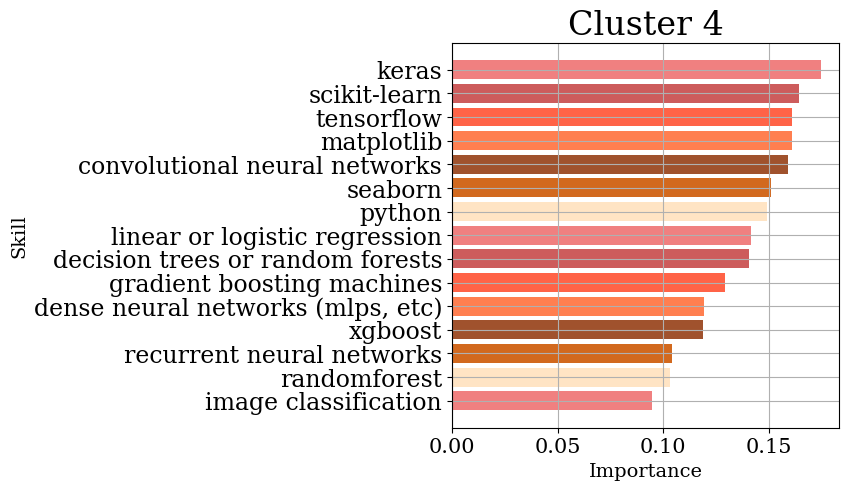 Cluster 4
keras
scikit-learn
tensorflow
matplotlib
convolutional neural networks
seaborn
python
linear or logistic regression
decision trees or random forests
gradient boosting machines
dense neural networks (mlps, etc)
xgboost
recurrent neural networks
randomforest
image classification
Skill
0.00 0.05 0.10 0.15
Importance